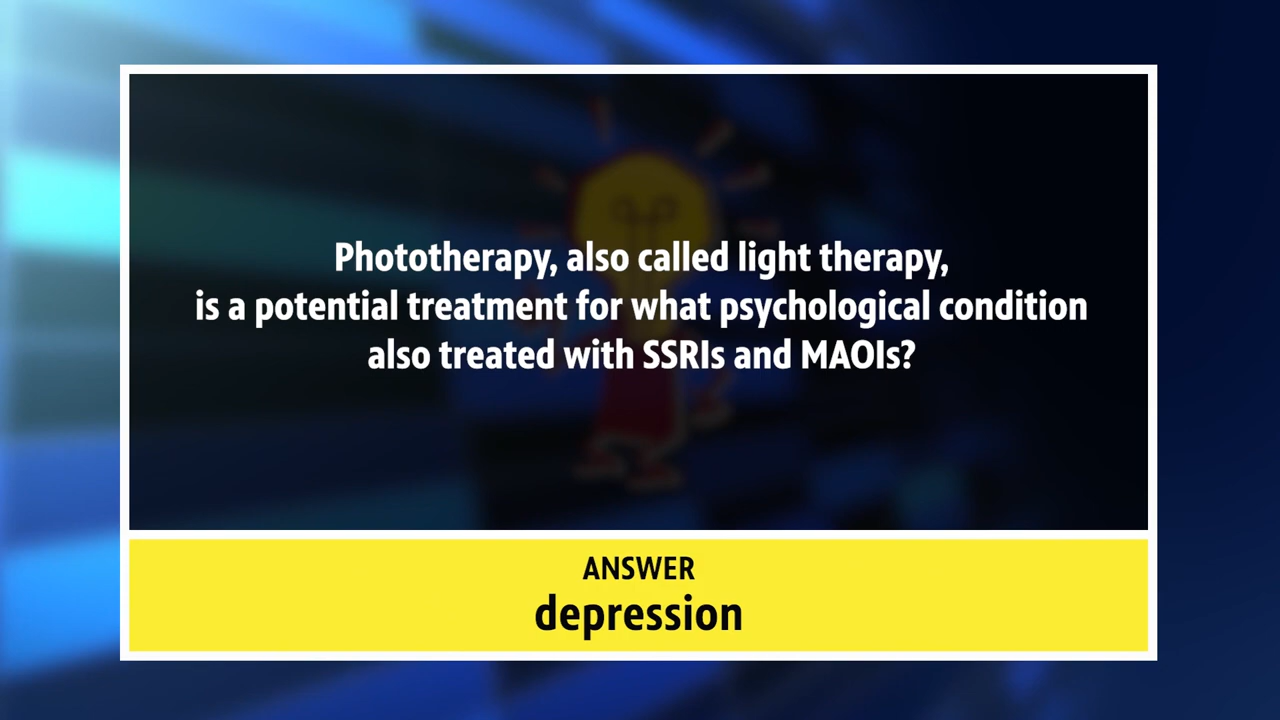 Phototherapy, also called light therapy,
is a potential treatment for what psychological condition
also treated with SSRIs and MAOIs?
ANSWER
depression